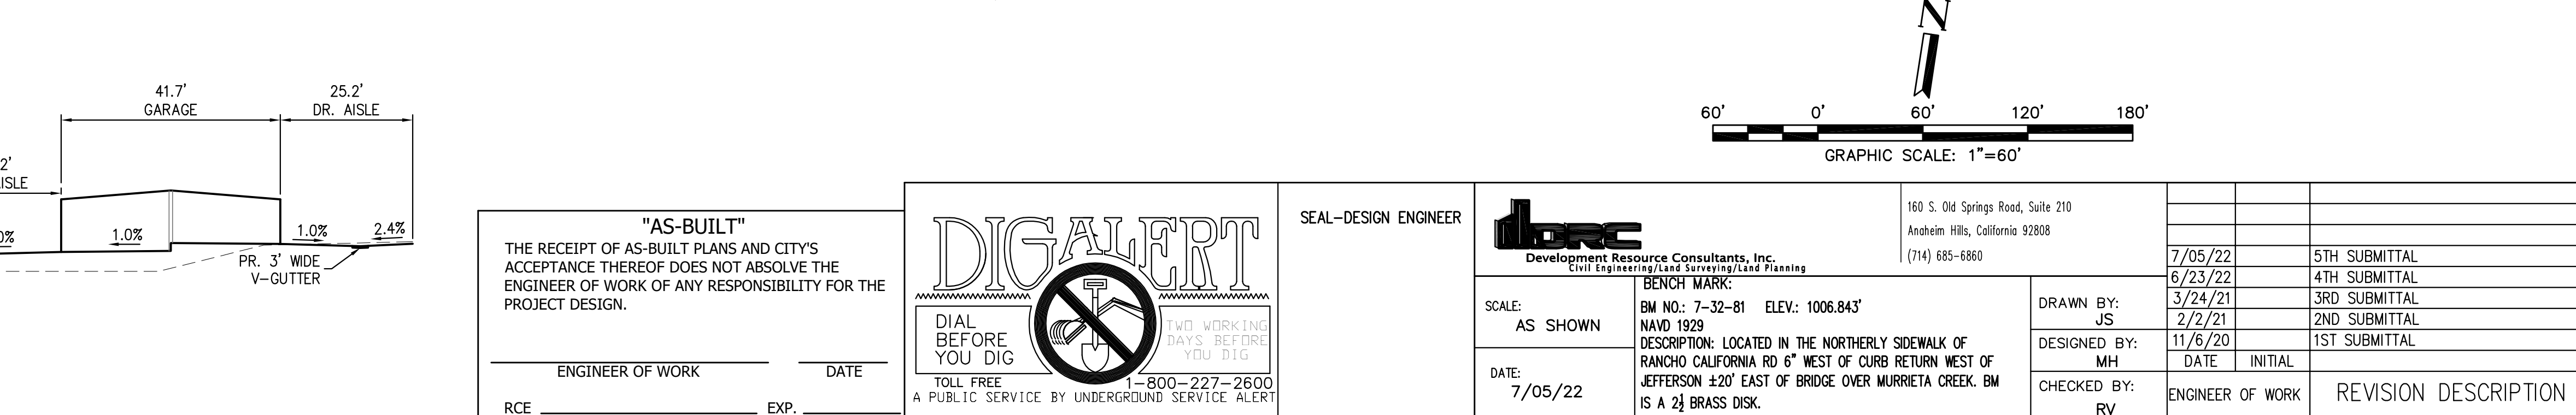 41.7'
GARAGE
25.2'
DR. AISLE
2'
ISLE
0%
1.0%
1.0%
2.4%
PR. 3' WIDE
V-GUTTER
N
60' 0' 60' 120' 180'
GRAPHIC SCALE: 1"=60'
"AS-BUILT"
THE RECEIPT OF AS-BUILT PLANS AND CITY'S
ACCEPTANCE THEREOF DOES NOT ABSOLVE THE
ENGINEER OF WORK OF ANY RESPONSIBILITY FOR THE
PROJECT DESIGN.
ENGINEER OF WORK DATE
RCE EXP.
DIGALERT
DIAL
BEFORE
YOU DIG
TWO WORKING
DAYS BEFORE
YOU DIG
TOLL FREE 1-800-227-2600
A PUBLIC SERVICE BY UNDERGROUND SERVICE ALERT
SEAL-DESIGN ENGINEER
DRC
Development Resource Consultants, Inc.
Civil Engineering/Land Surveying/Land Planning
160 S. Old Springs Road, Suite 210
Anaheim Hills, California 92808
(714) 685-6860
SCALE:
AS SHOWN
DATE:
7/05/22
BENCH MARK:
BM NO.: 7-32-81 ELEV.: 1006.843'
NAVD 1929
DESCRIPTION: LOCATED IN THE NORTHERLY SIDEWALK OF
RANCHO CALIFORNIA RD 6" WEST OF CURB RETURN WEST OF
JEFFERSON ±20' EAST OF BRIDGE OVER MURRIETA CREEK. BM
IS A 2½ BRASS DISK.
DRAWN BY:
JS
DESIGNED BY:
MH
CHECKED BY:
RV
7/05/22 5TH SUBMITTAL
6/23/22 4TH SUBMITTAL
3/24/21 3RD SUBMITTAL
2/2/21 2ND SUBMITTAL
11/6/20 1ST SUBMITTAL
DATE INITIAL
ENGINEER OF WORK REVISION DESCRIPTION